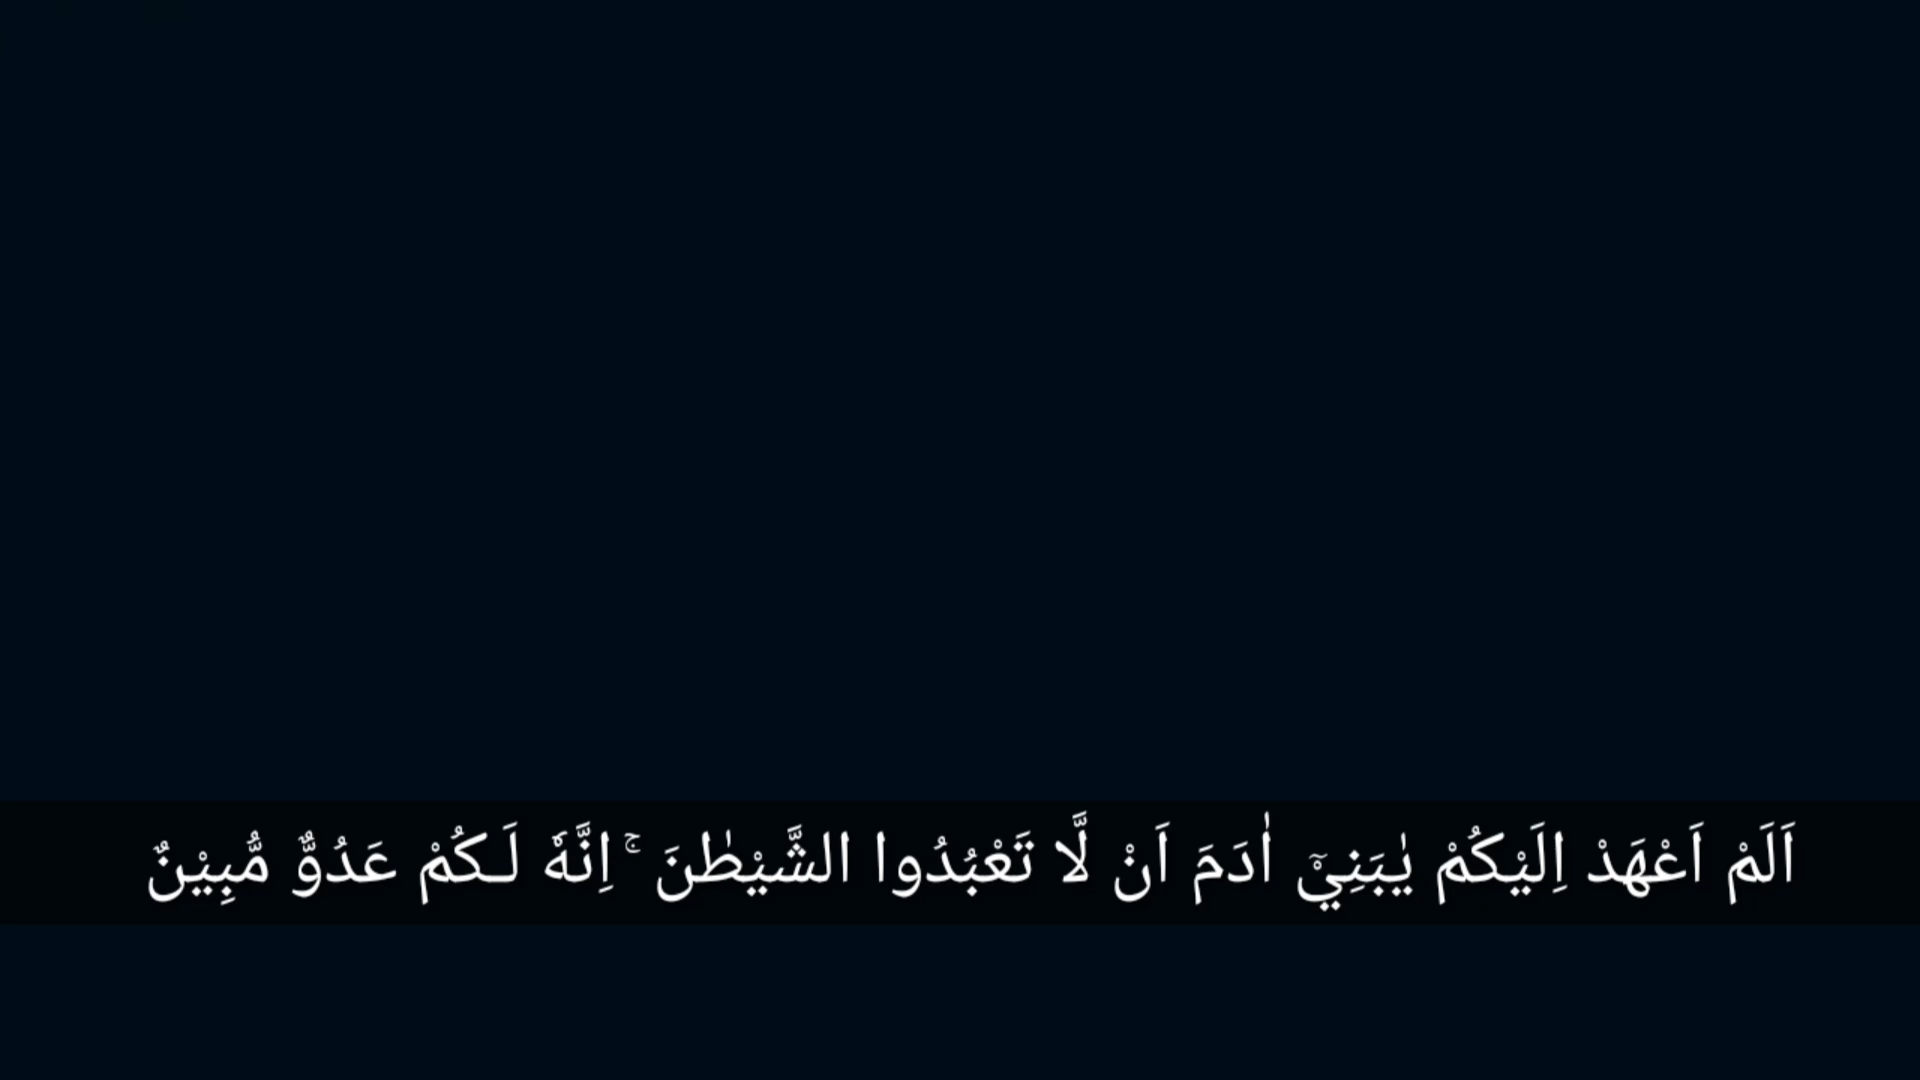 اَلَمْ اَعْهَدْ اِلَيْكُمْ يٰبَنِيْٓ اٰدَمَ اَنْ لَّا تَعْبُدُوا الشَّيْطٰنَ ۚ اِنَّهٗ لَـكُمْ عَدُوٌّ مُّبِيْنٌ